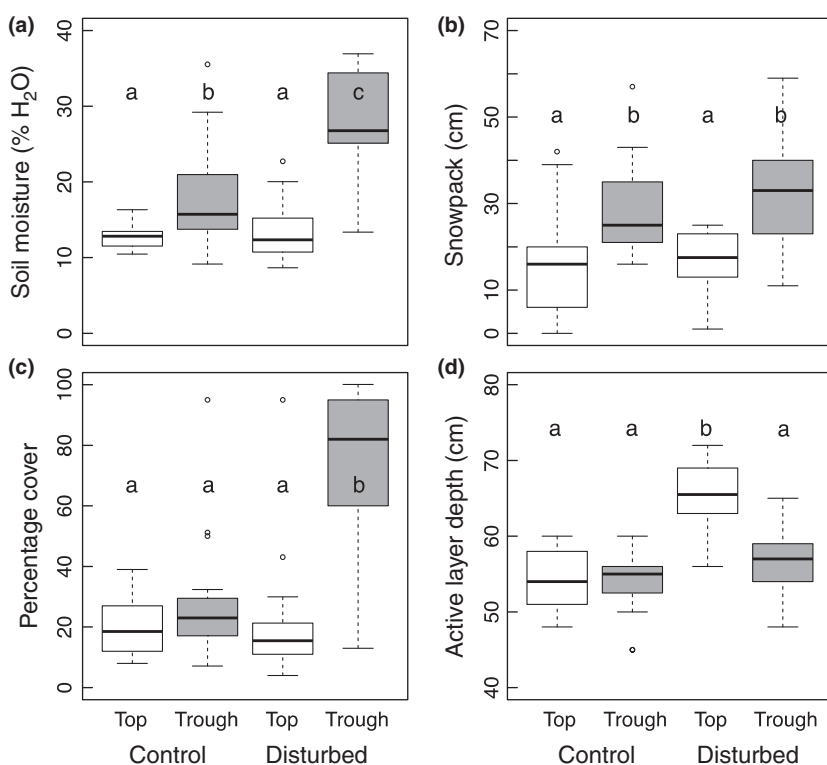 (a)
Soil moisture (% H₂O)
0 10 20 30 40
a b a c
(b)
Snowpack (cm)
0 10 30 50 70
a b a b
(c)
Percentage cover
0 20 40 60 80 100
a a a b
Top Trough Top Trough
Control Disturbed
(d)
Active layer depth (cm)
40 50 60 70 80
a a b a
Top Trough Top Trough
Control Disturbed